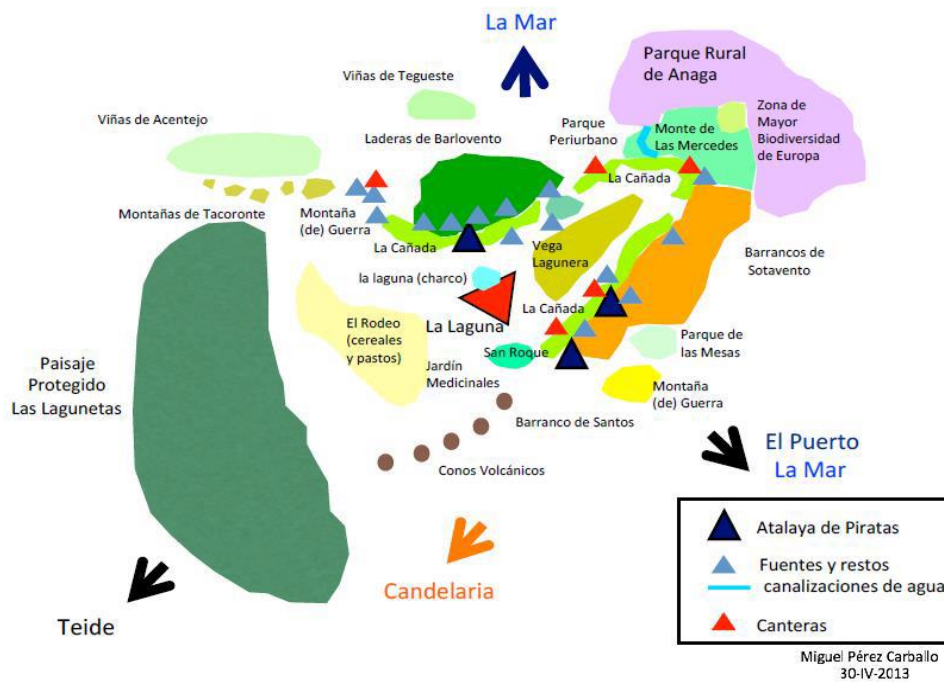 La Mar
Parque Rural
de Anaga
Viñas de Tegueste
Viñas de Acentejo
Laderas de Barlovento
Parque
Periurbano
Monte de
Las Mercedes
Zona de
Mayor
Biodiversidad
de Europa
La Cañada
Montañas de Tacoronte
Montaña
(de) Guerra
La Cañada
Vega
Lagunera
Barrancos de
Sotavento
la laguna (charco)
La Cañada
La Laguna
El Rodeo
(cereales
y pastos)
San Roque
Parque de
las Mesas
Jardín
Medicinales
Paisaje
Protegido
Las Lagunetas
Montaña
(de) Guerra
Barranco de Santos
Conos Volcánicos
El Puerto
La Mar
Candelaria
Teide
Atalaya de Piratas
Fuentes y restos
canalizaciones de agua
Canteras
Miguel Pérez Carballo
30-IV-2013